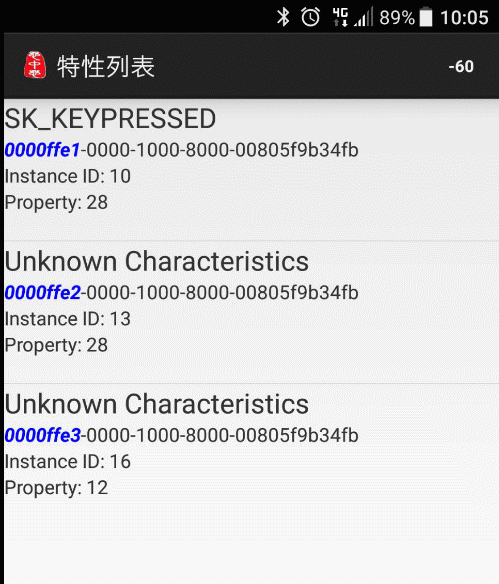 4G 89% 10:05
中 特性列表 -60
SK_KEYPRESSED
0000ffe1-0000-1000-8000-00805f9b34fb
Instance ID: 10
Property: 28
Unknown Characteristics
0000ffe2-0000-1000-8000-00805f9b34fb
Instance ID: 13
Property: 28
Unknown Characteristics
0000ffe3-0000-1000-8000-00805f9b34fb
Instance ID: 16
Property: 12